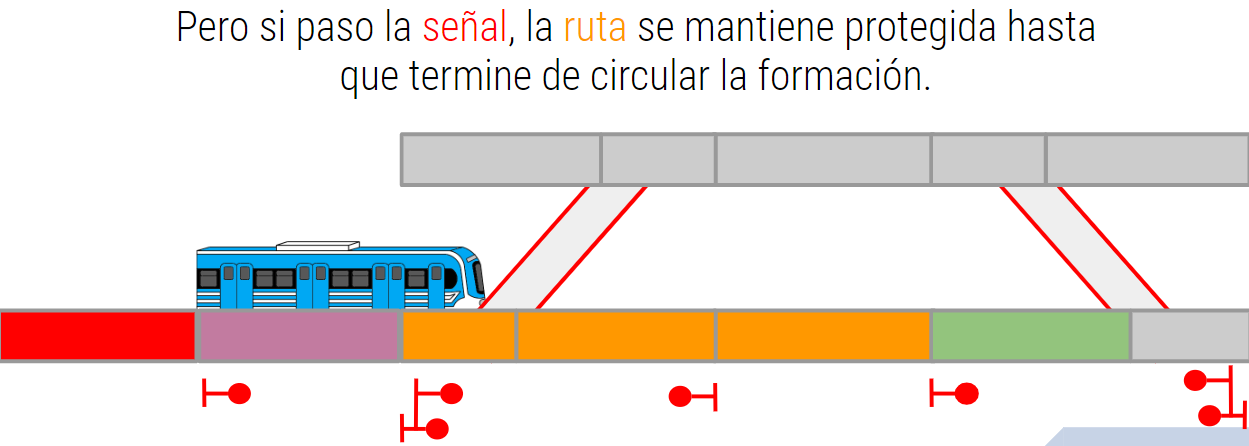 Pero si paso la señal, la ruta se mantiene protegida hasta
que termine de circular la formación.